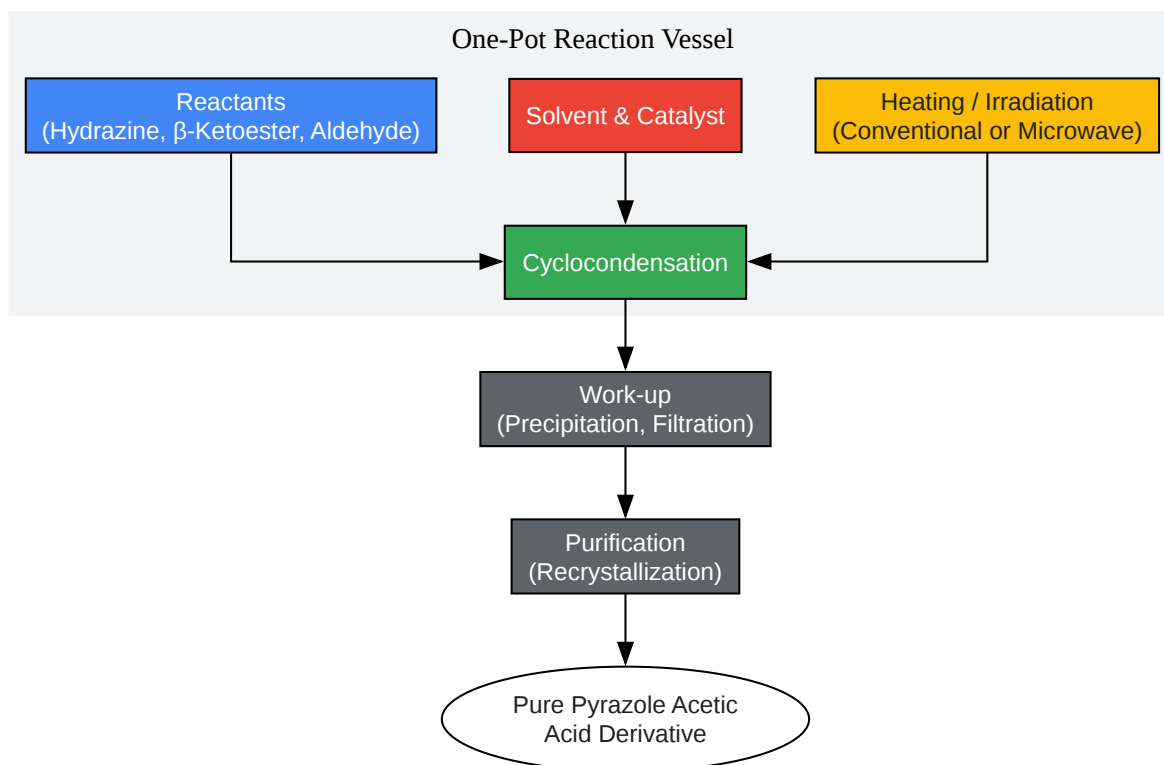 One-Pot Reaction Vessel
Reactants
(Hydrazine, β-Ketoester, Aldehyde)
Solvent & Catalyst
Heating / Irradiation
(Conventional or Microwave)
Cyclocondensation
Work-up
(Precipitation, Filtration)
Purification
(Recrystallization)
Pure Pyrazole Acetic
Acid Derivative